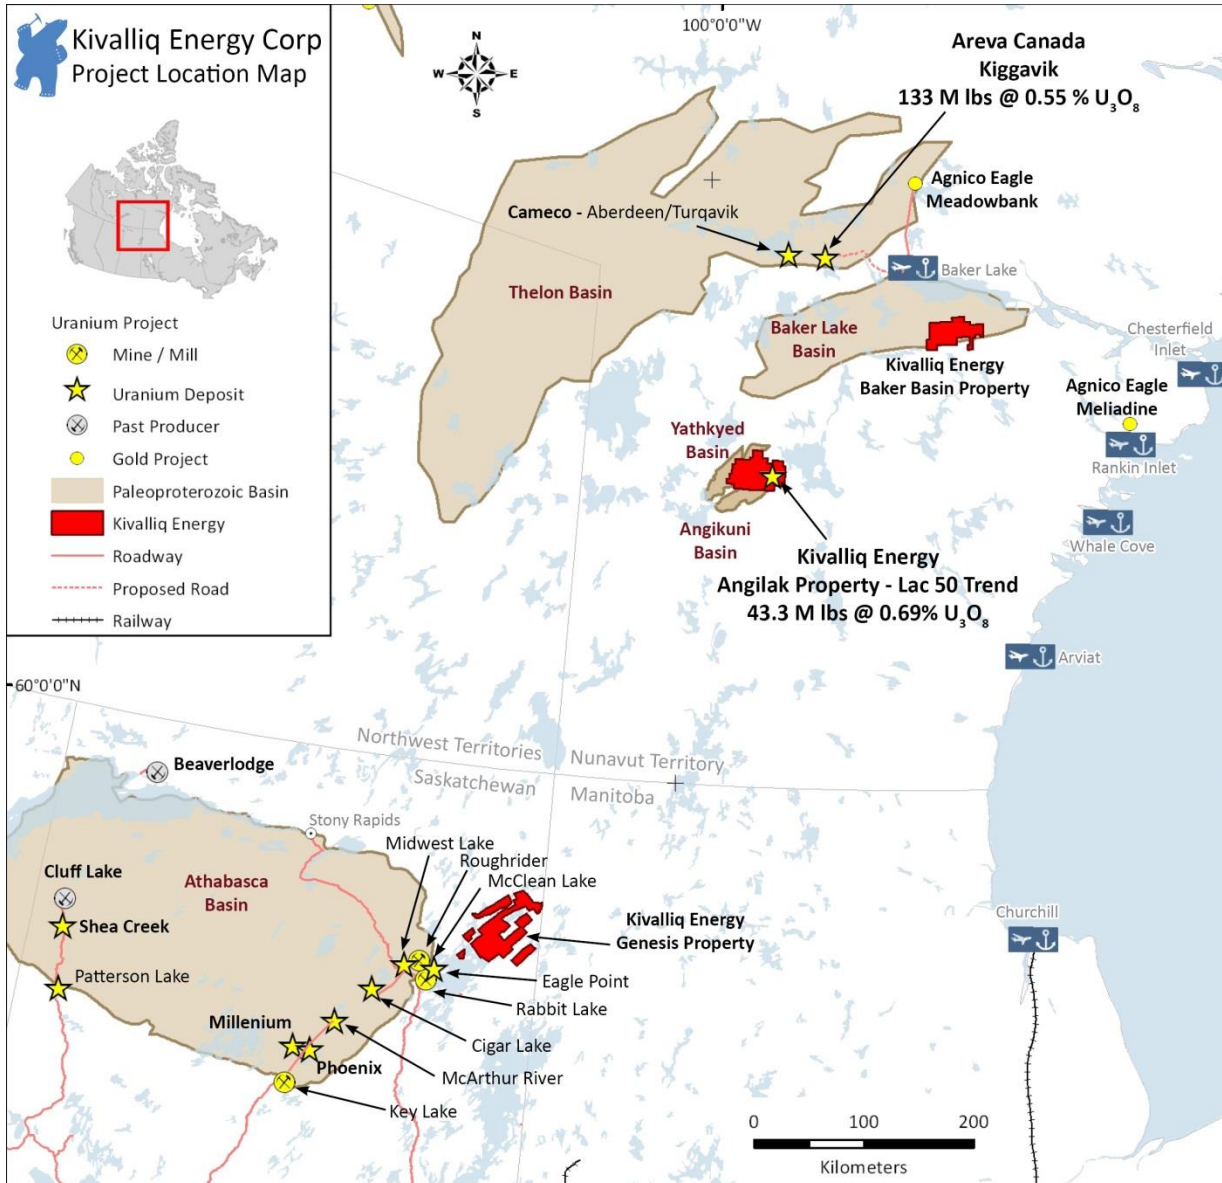 Kivalliq Energy Corp
Project Location Map
Uranium Project
Mine / Mill
Uranium Deposit
Past Producer
Gold Project
Paleoproterozoic Basin
Kivalliq Energy
Roadway
Proposed Road
Railway
N
W
E
S
100°0'0"W
Areva Canada
Kiggavik
133 M lbs @ 0.55 % U₃O₈
Agnico Eagle
Meadowbank
Cameco - Aberdeen/Turqavik
Baker Lake
Thelon Basin
Baker Lake
Basin
Kivalliq Energy
Baker Basin Property
Chesterfield
Inlet
Agnico Eagle
Meliadine
Rankin Inlet
Yathkyed
Basin
Angikuni
Basin
Whale Cove
Kivalliq Energy
Angilak Property - Lac 50 Trend
43.3 M lbs @ 0.69% U₃O₈
Arviat
60°0'0"N
Northwest Territories
Nunavut Territory
Saskatchewan
Manitoba
Beaverlodge
Stony Rapids
Midwest Lake
Roughrider
McClean Lake
Cluff Lake
Athabasca
Basin
Shea Creek
Kivalliq Energy
Genesis Property
Churchill
Patterson Lake
Eagle Point
Rabbit Lake
Millenium
Cigar Lake
Phoenix
McArthur River
Key Lake
0 100 200
Kilometers